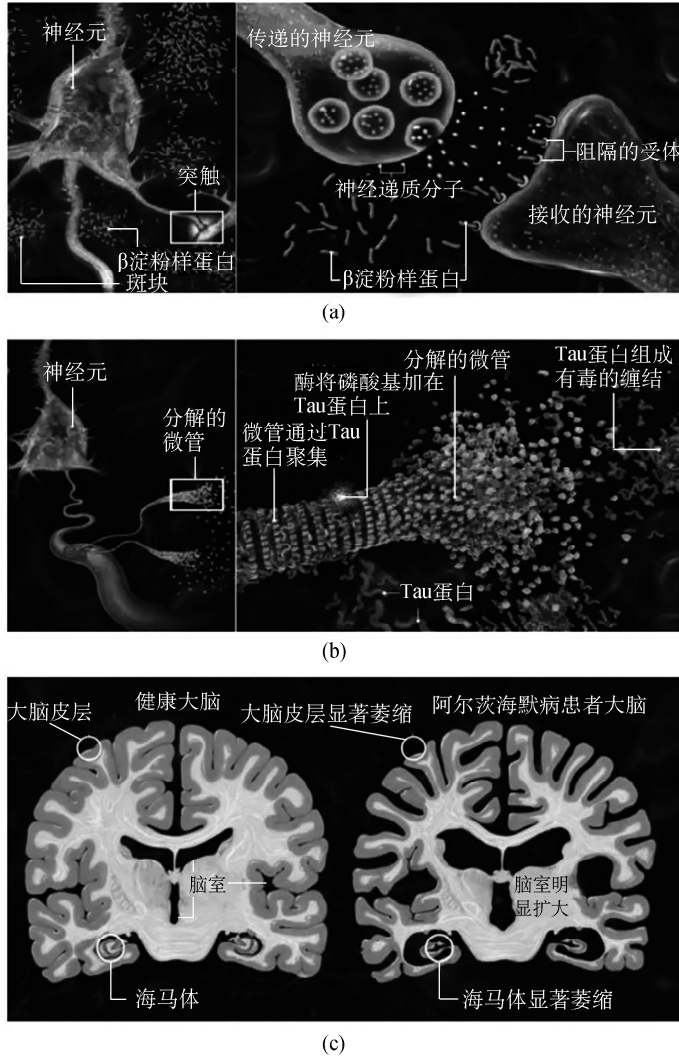 神经元
突触
β淀粉样蛋白
斑块
传递的神经元
神经递质分子
阻隔的受体
接收的神经元
β淀粉样蛋白
(a)
神经元
分解的
微管
微管通过Tau
蛋白聚集
酶将磷酸基加在
Tau蛋白上
分解的微管
Tau蛋白组成
有毒的缠结
Tau蛋白
(b)
大脑皮层
健康大脑
脑室
海马体
大脑皮层显著萎缩
阿尔茨海默病患者大脑
脑室明
显扩大
海马体显著萎缩
(c)